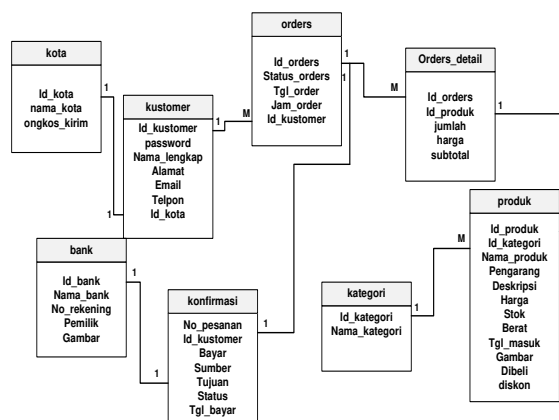 kota
Id_kota
nama_kota
ongkos_kirim
1
1
kustomer
Id_kustomer
password
Nama_lengkap
Alamat
Email
Telpon
Id_kota
1
M
orders
Id_orders
Status_orders
Tgl_order
Jam_order
Id_kustomer
1
1
M
Orders_detail
Id_orders
Id_produk
jumlah
harga
subtotal
1
bank
Id_bank
Nama_bank
No_rekening
Pemilik
Gambar
1
1
konfirmasi
No_pesanan
Id_kustomer
Bayar
Sumber
Tujuan
Status
Tgl_bayar
1
kategori
Id_kategori
Nama_kategori
1
M
produk
Id_produk
Id_kategori
Nama_produk
Pengarang
Deskripsi
Harga
Stok
Berat
Tgl_masuk
Gambar
Dibeli
diskon